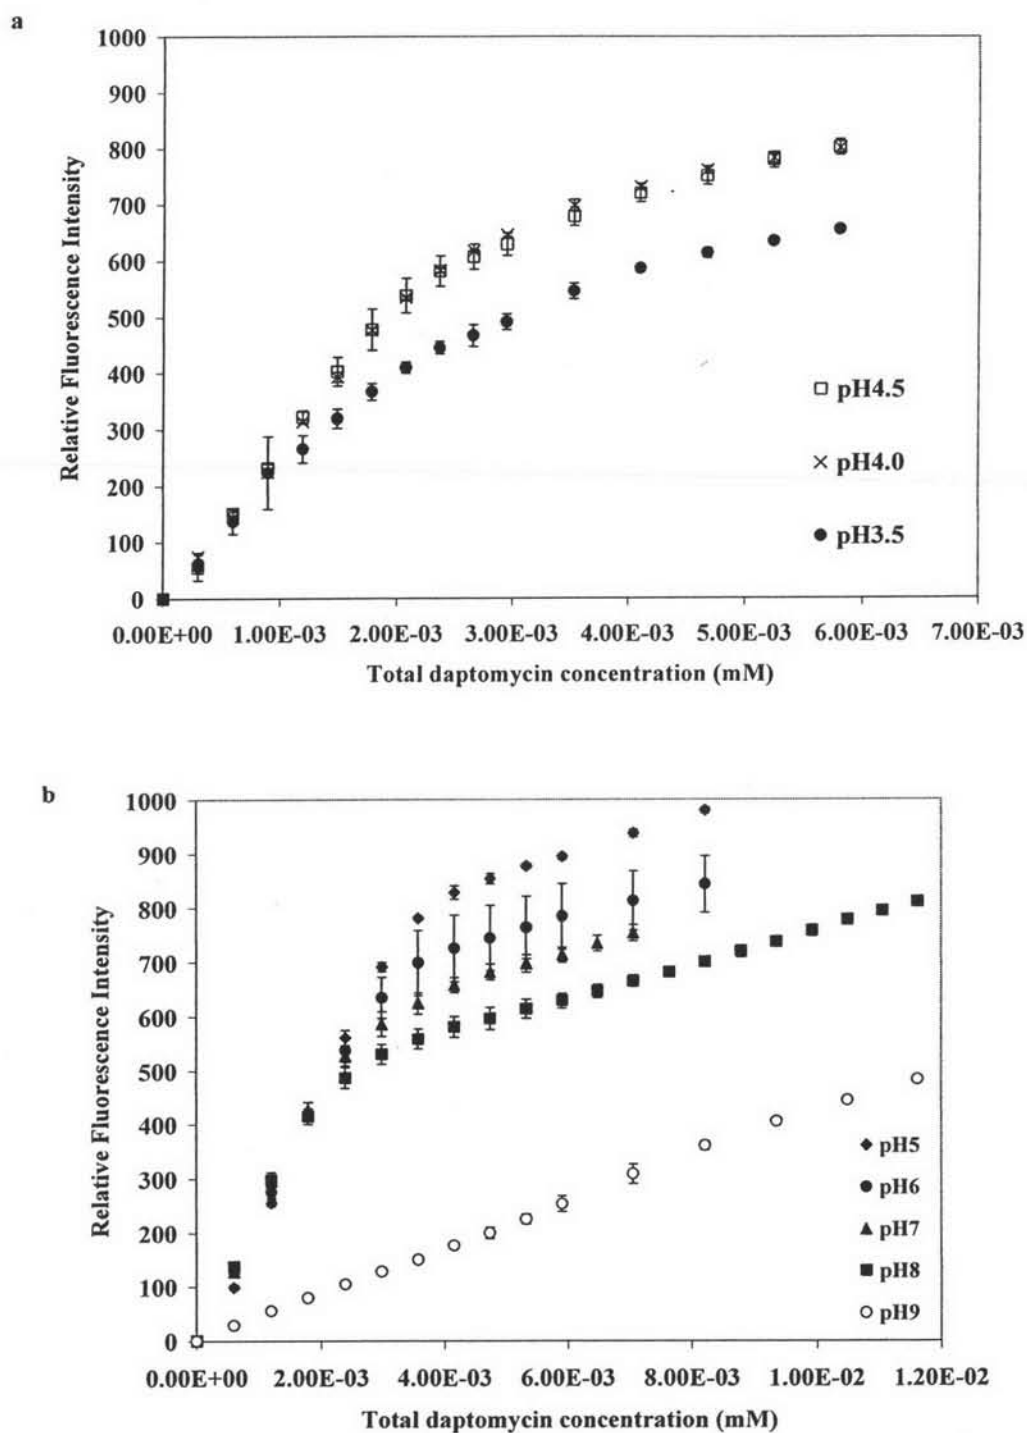 a
1000
900
800
700
600
500
400
300
200
100
0
Relative Fluorescence Intensity
pH4.5
pH4.0
pH3.5
0.00E+00 1.00E-03 2.00E-03 3.00E-03 4.00E-03 5.00E-03 6.00E-03 7.00E-03
Total daptomycin concentration (mM)
b
1000
900
800
700
600
500
400
300
200
100
0
Relative Fluorescence Intensity
pH5
pH6
pH7
pH8
pH9
0.00E+00 2.00E-03 4.00E-03 6.00E-03 8.00E-03 1.00E-02 1.20E-02
Total daptomycin concentration (mM)